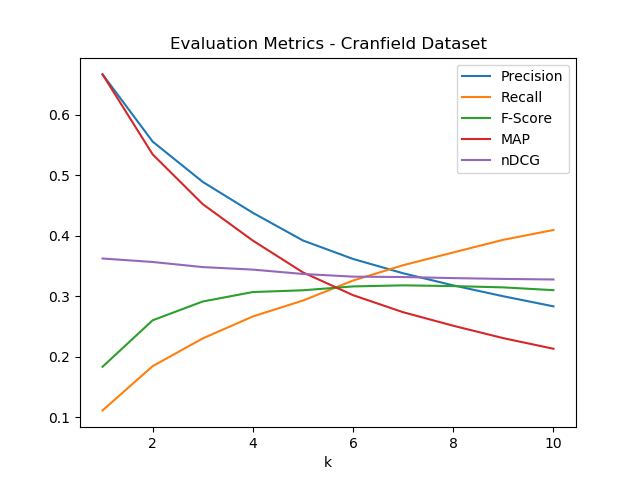 Evaluation Metrics - Cranfield Dataset
Precision
Recall
F-Score
MAP
nDCG
0.6
0.5
0.4
0.3
0.2
0.1
2 4 6 8 10
k